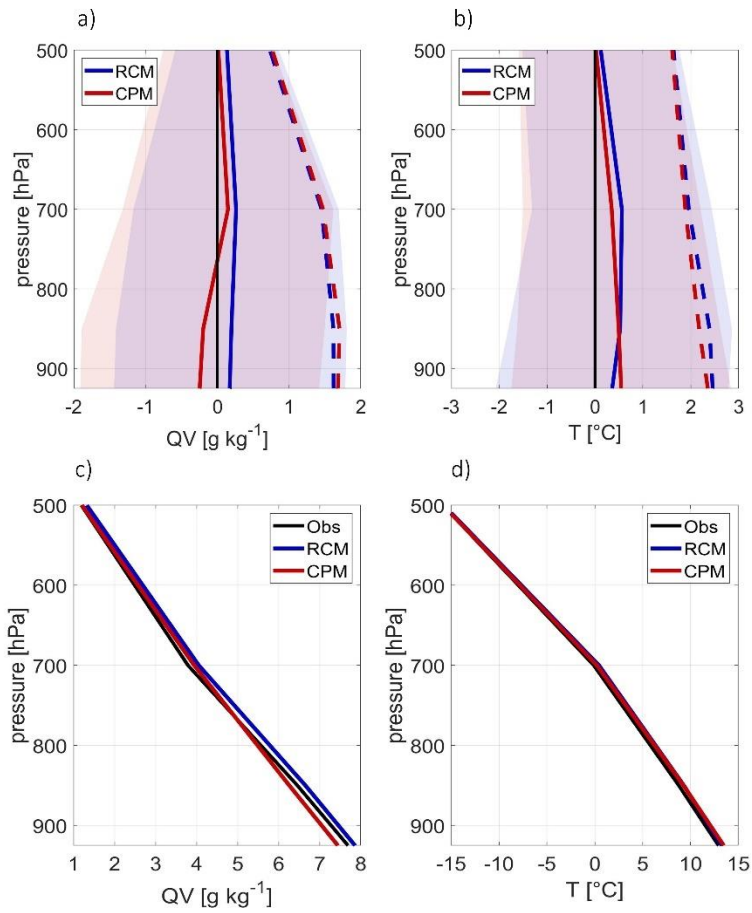 a)
500
600
700
800
900
pressure [hPa]
RCM
CPM
-2
-1
0
1
2
QV [g kg⁻¹]
b)
500
600
700
800
900
pressure [hPa]
RCM
CPM
-3
-2
-1
0
1
2
3
T [°C]
c)
500
600
700
800
900
pressure [hPa]
Obs
RCM
CPM
1
2
3
4
5
6
7
8
QV [g kg⁻¹]
d)
500
600
700
800
900
pressure [hPa]
Obs
RCM
CPM
-15
-10
-5
0
5
10
15
T [°C]